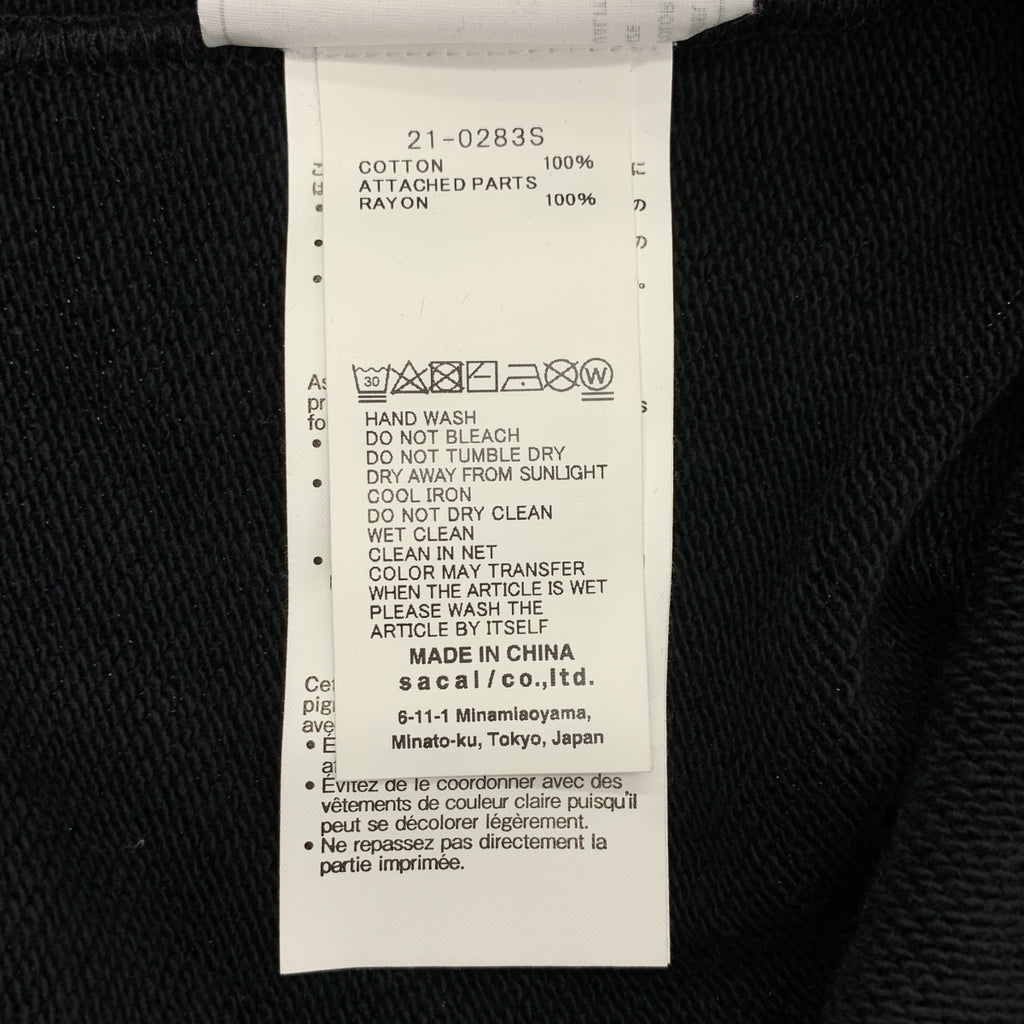 21-0283S
COTTON 100%
ATTACHED PARTS
RAYON 100%
30
W
HAND WASH
DO NOT BLEACH
DO NOT TUMBLE DRY
DRY AWAY FROM SUNLIGHT
COOL IRON
DO NOT DRY CLEAN
WET CLEAN
CLEAN IN NET
COLOR MAY TRANSFER
WHEN THE ARTICLE IS WET
PLEASE WASH THE
ARTICLE BY ITSELF
MADE IN CHINA
sacai/co.,ltd.
6-11-1 Minamiaoyama,
Minato-ku, Tokyo, Japan
• Évitez de le coordonner avec des
vêtements de couleur claire puisqu'il
peut se décolorer légèrement.
• Ne repassez pas directement la
partie imprimée.